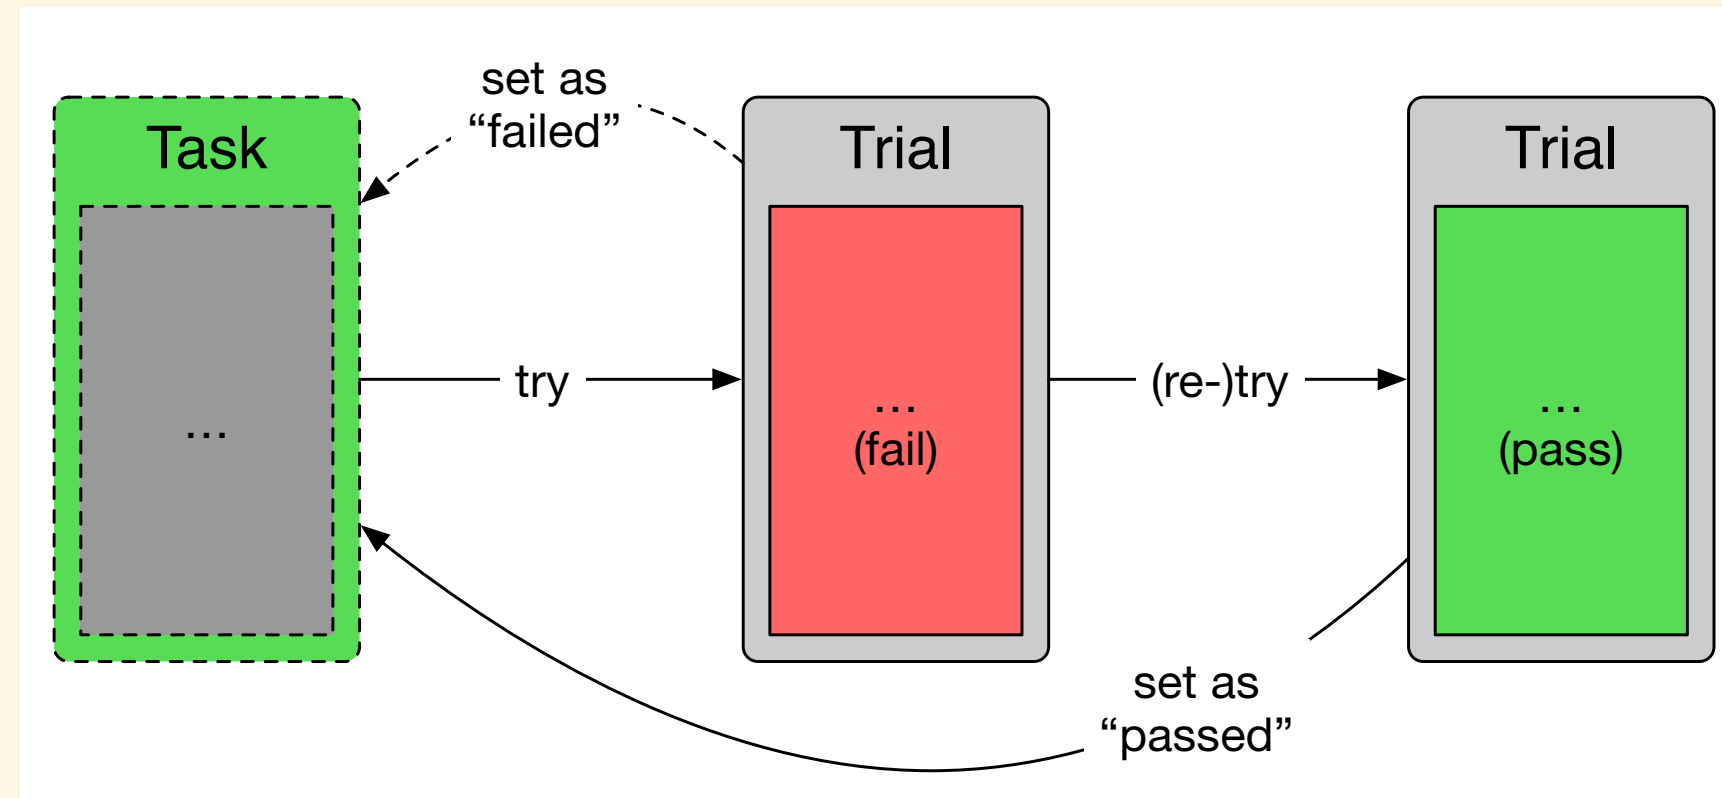 set as
“failed”
Task
Trial
Trial
...
try
...
(fail)
(re-)try
...
(pass)
set as
“passed”